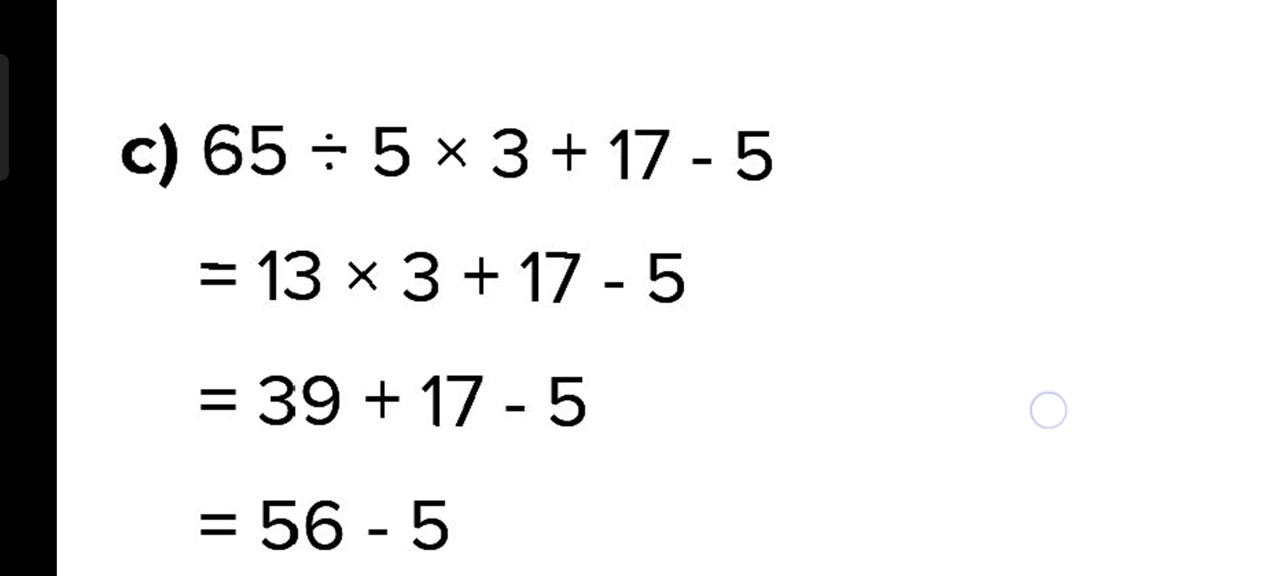 c) 65 ÷ 5 × 3 + 17 - 5
= 13 × 3 + 17 - 5
= 39 + 17 - 5
= 56 - 5